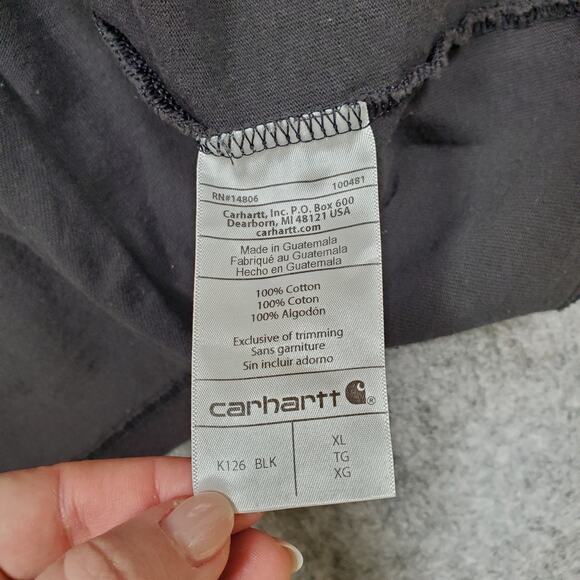 RN#14806 100481
Carhartt, Inc. P.O. Box 600
Dearborn, MI 48121 USA
carhartt.com
Made in Guatemala
Fabriqué au Guatemala
Hecho en Guatemala
100% Cotton
100% Coton
100% Algodón
Exclusive of trimming
Sans garniture
Sin incluir adorno
carhartt ®
K126 BLK
XL
TG
XG